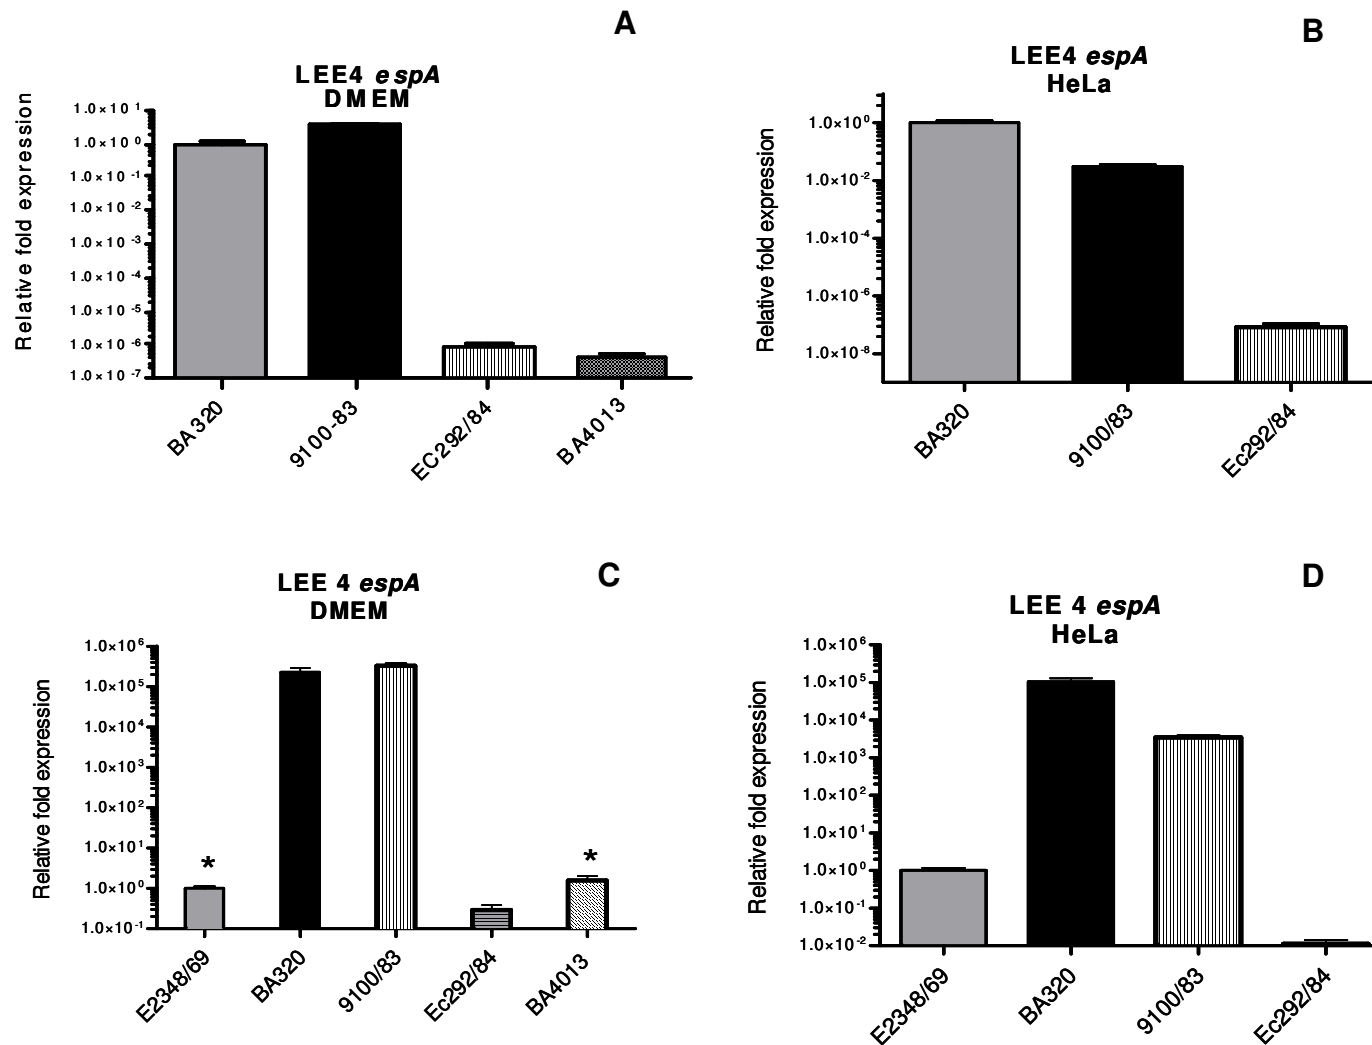 A
LEE4 espA
DMEM
Relative fold expression
1.0×10 1
1.0×10 0
1.0×10 -1
1.0×10 -2
1.0×10 -3
1.0×10 -4
1.0×10 -5
1.0×10 -6
1.0×10 -7
BA320
9100-83
EC292/84
BA4013
B
LEE4 espA
HeLa
Relative fold expression
1.0×10⁰
1.0×10⁻²
1.0×10⁻⁴
1.0×10⁻⁶
1.0×10⁻⁸
BA320
9100/83
Ec292/84
C
LEE 4 espA
DMEM
Relative fold expression
1.0×10⁶
1.0×10⁵
1.0×10⁴
1.0×10³
1.0×10²
1.0×10¹
1.0×10⁰
1.0×10⁻¹
*
*
E2348/69
BA320
9100/83
Ec292/84
BA4013
D
LEE 4 espA
HeLa
Relative fold expression
1.0×10⁶
1.0×10⁵
1.0×10⁴
1.0×10³
1.0×10²
1.0×10¹
1.0×10⁰
1.0×10⁻¹
1.0×10⁻²
E2348/69
BA320
9100/83
Ec292/84